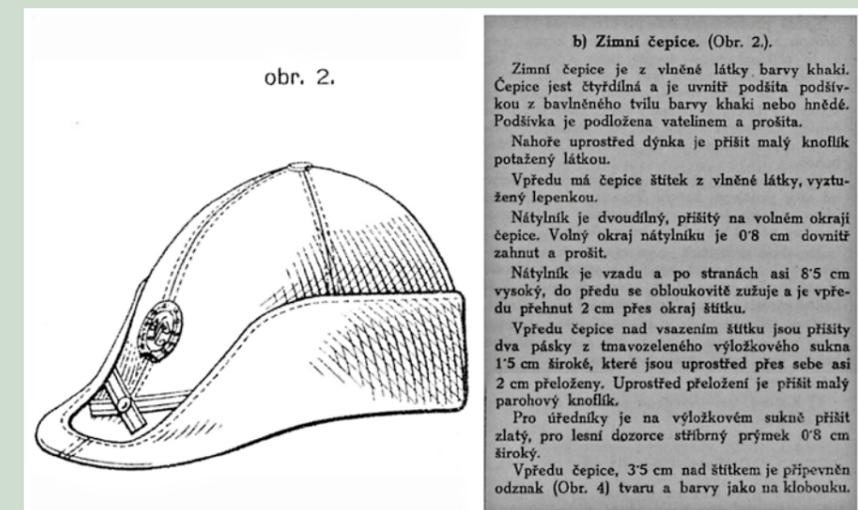 obr. 2.
b) Zimní čepice. (Obr. 2.).
Zimní čepice je z vlněné látky barvy khaki.
Čepice jest čtyřdílná a je uvnitř podšita podšív-
kou z bavlněného tvilu barvy khaki nebo hnědé.
Podšívka je podložena vatelinem a prošita.
Nahoře uprostřed dýnka je přišit malý knoflík
potažený látkou.
Vpředu má čepice štítek z vlněné látky, vyztu-
žený lepenkou.
Nátylník je dvoudílný, přišitý na volném okraji
čepice. Volný okraj nátylníku je 0'8 cm dovnitř
zahnut a prošit.
Nátylník je vzadu a po stranách asi 8'5 cm
vysoký, do předu se obloukovitě zužuje a je vpře-
du přehnut 2 cm přes okraj štítku.
Vpředu čepice nad vsazením štítku jsou přišity
dva pásky z tmavozeleného výložkového sukna
1'5 cm široké, které jsou uprostřed přes sebe asi
2 cm přeloženy. Uprostřed přeložení je přišit malý
parohový knoflík.
Pro úředníky je na výložkovém sukně přišit
zlatý, pro lesní dozorce stříbrný prýmek 0'8 cm
široký.
Vpředu čepice, 3'5 cm nad štítkem je připevněn
odznak (Obr. 4) tvaru a barvy jako na klobouku.